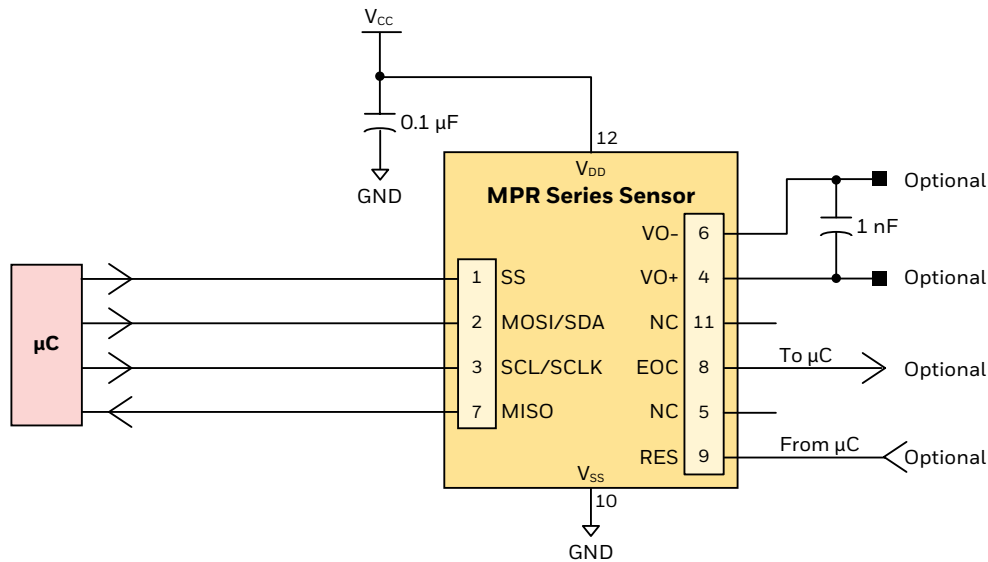 VCC
0.1 µF
GND
12
VDD
MPR Series Sensor
µC
1 SS
2 MOSI/SDA
3 SCL/SCLK
7 MISO
VO- 6
VO+ 4
NC 11
EOC 8
NC 5
RES 9
Optional
1 nF
Optional
To µC
Optional
From µC
Optional
VSS
10
GND